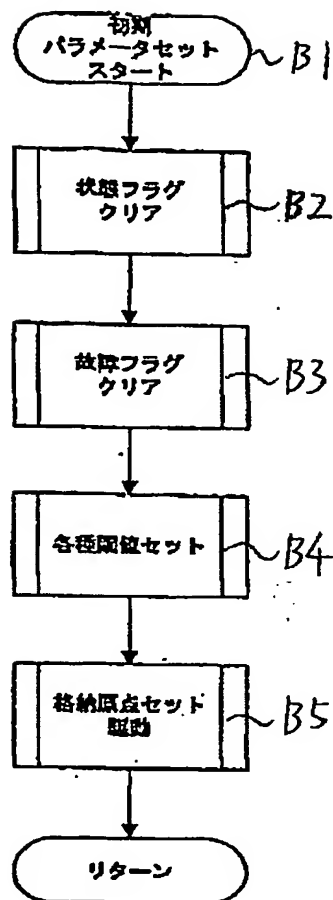 初期
パラメータセット
スタート
B1
状態フラグ
クリア
B2
故障フラグ
クリア
B3
各種閾値セット
B4
格納原点セット
駆動
B5
リターン